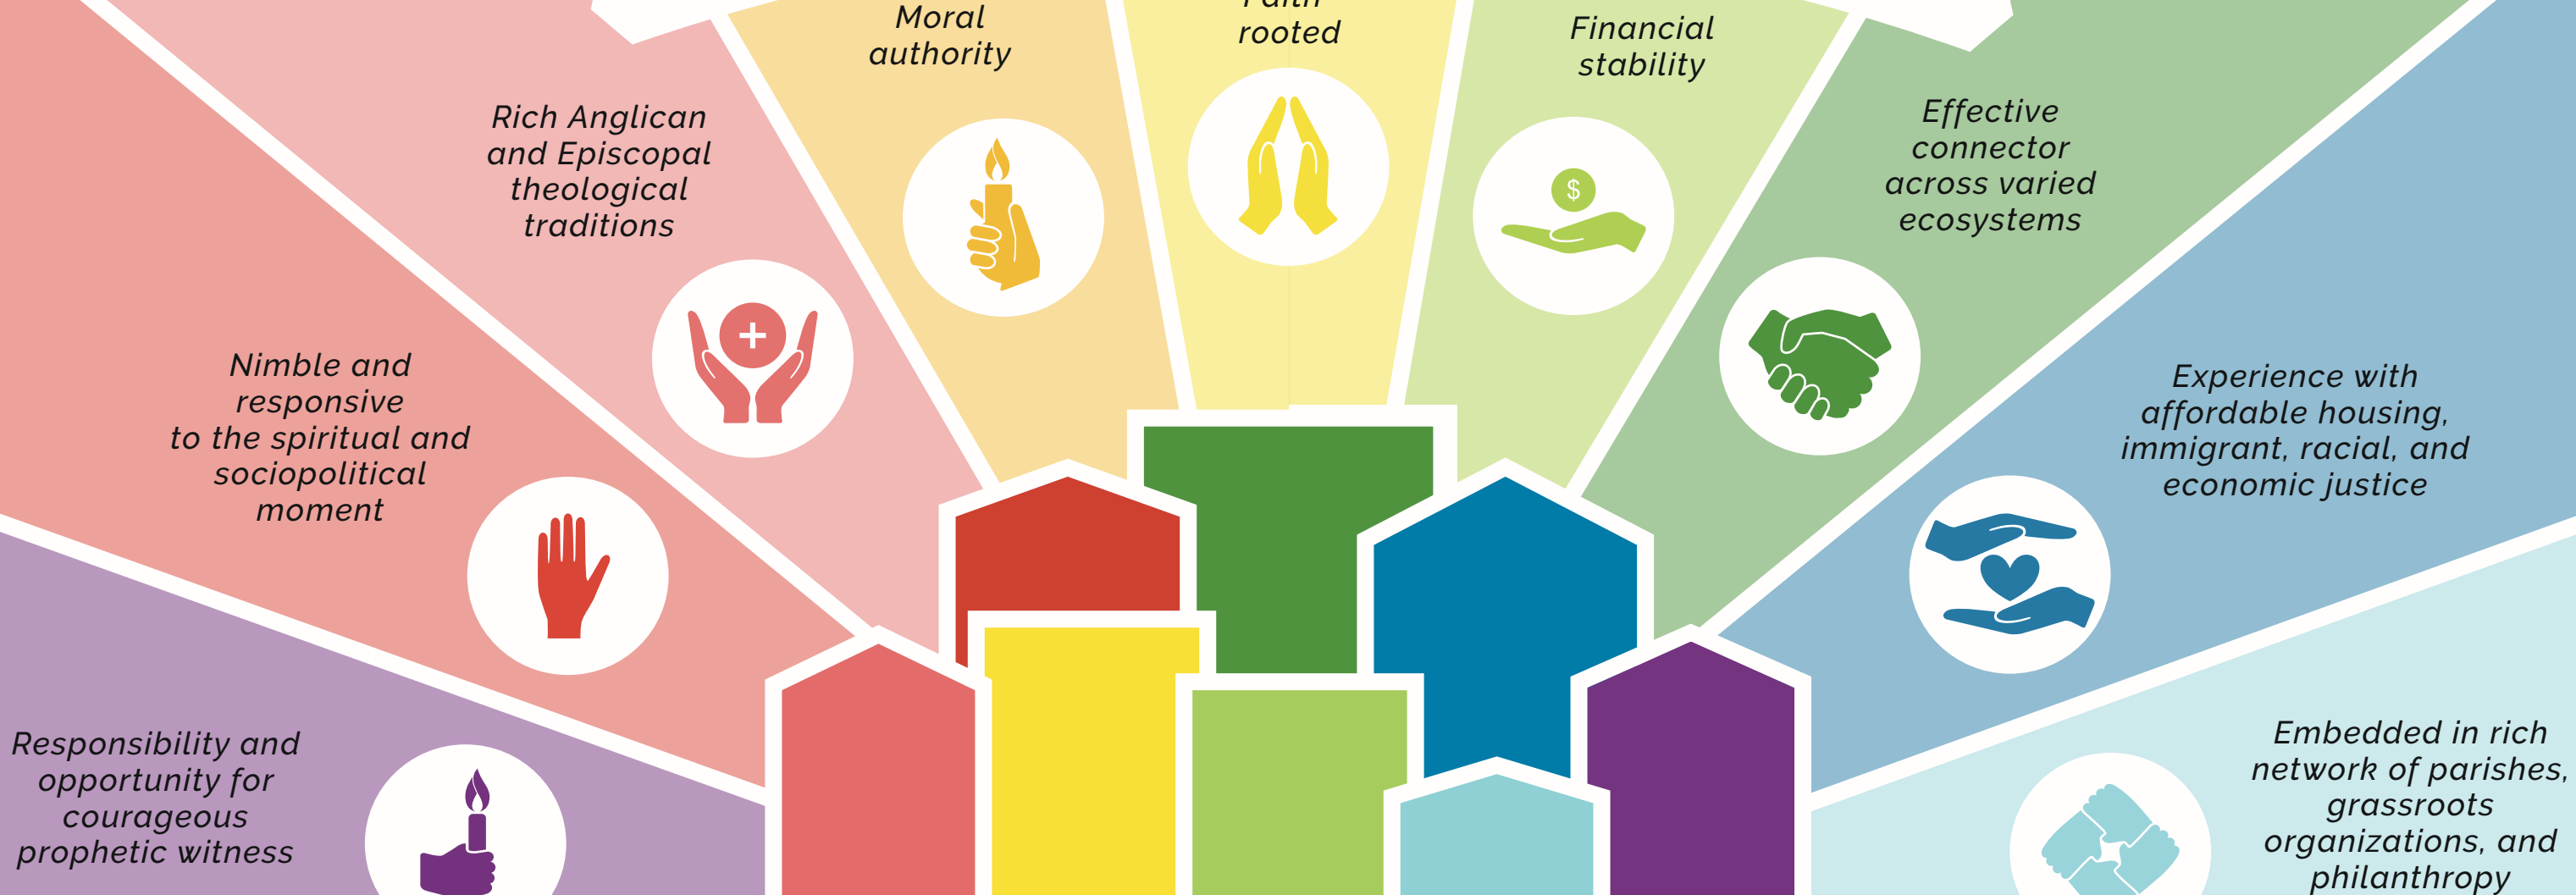 Responsibility and
opportunity for
courageous
prophetic witness
Nimble and
responsive
to the spiritual and
sociopolitical
moment
Rich Anglican
and Episcopal
theological
traditions
Moral
authority
rooted
Financial
stability
$
Effective
connector
across varied
ecosystems
Experience with
affordable housing,
immigrant, racial, and
economic justice
Embedded in rich
network of parishes,
grassroots
organizations, and
philanthropy